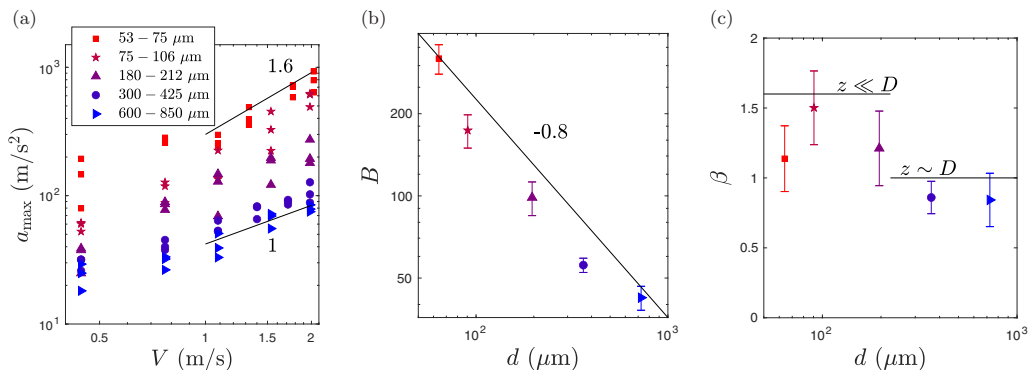 (a)
53 – 75 μm
75 – 106 μm
180 – 212 μm
300 – 425 μm
600 – 850 μm
1.6
1
10³
10²
10¹
a_max (m/s²)
0.5
1
2
V (m/s)
(b)
200
100
50
B
-0.8
10²
10³
d (μm)
(c)
2
1.5
1
0.5
0
β
z ≪ D
z ∼ D
10²
10³
d (μm)